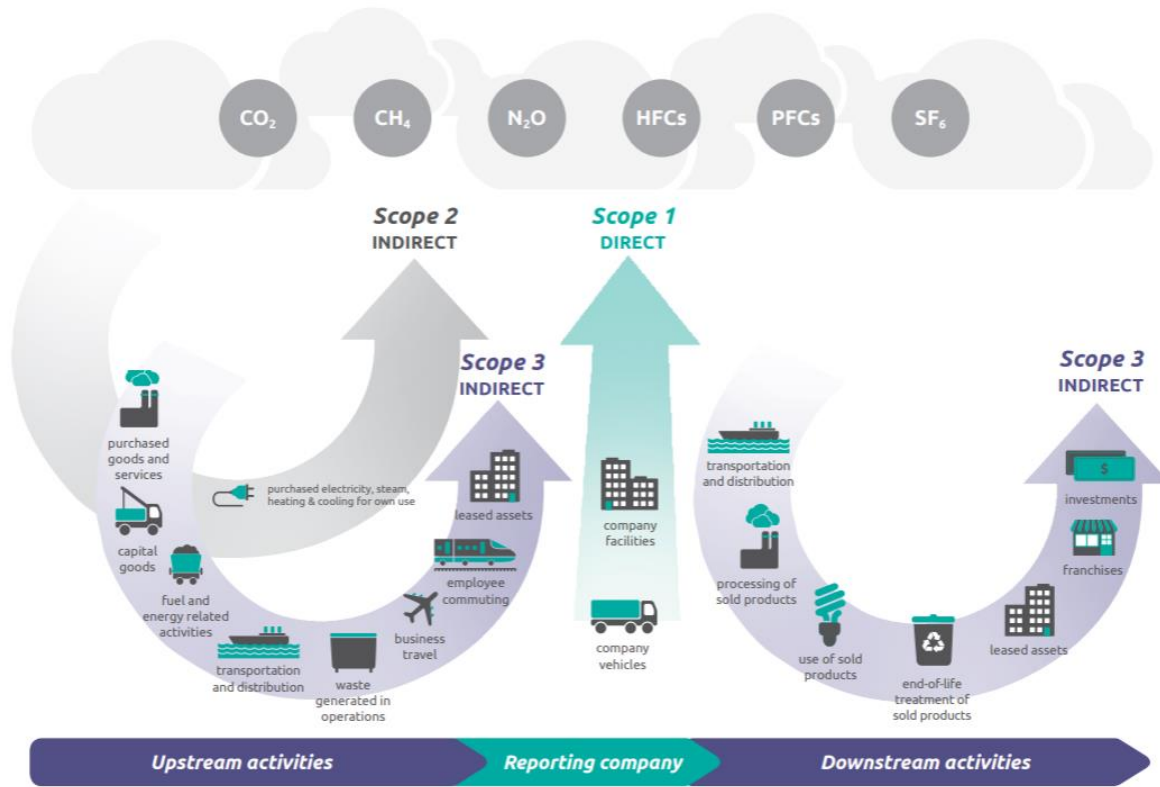 CO₂
CH₄
N₂O
HFCs
PFCs
SF₆
Scope 2
INDIRECT
Scope 1
DIRECT
Scope 3
INDIRECT
Scope 3
INDIRECT
purchased
goods and
services
capital
goods
fuel and
energy related
activities
transportation
and distribution
waste
generated in
operations
business
travel
employee
commuting
leased assets
purchased electricity, steam,
heating & cooling for own use
company
facilities
company
vehicles
transportation
and distribution
processing of
sold products
use of sold
products
end-of-life
treatment of
sold products
leased assets
franchises
$
investments
Upstream activities
Reporting company
Downstream activities